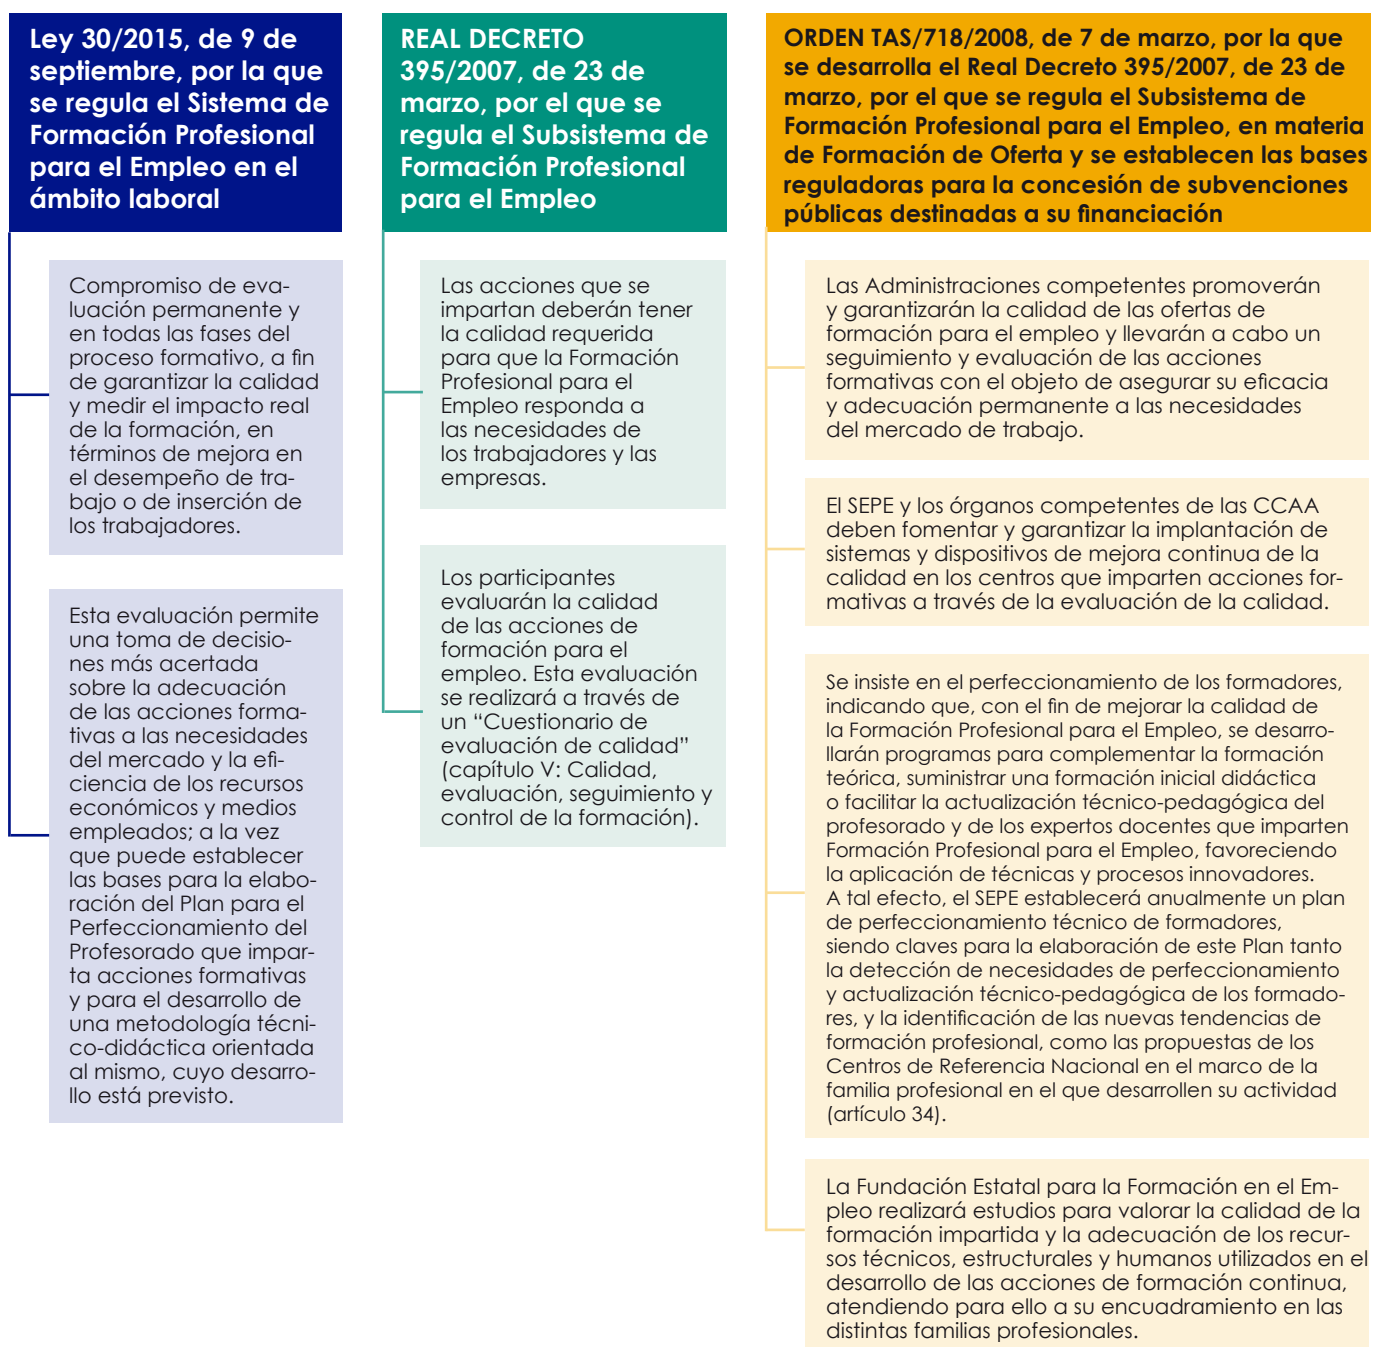 Ley 30/2015, de 9 de
septiembre, por la que
se regula el Sistema de
Formación Profesional
para el Empleo en el
ámbito laboral
Compromiso de eva-
luación permanente y
en todas las fases del
proceso formativo, a fin
de garantizar la calidad
y medir el impacto real
de la formación, en
términos de mejora en
el desempeño de tra-
bajo o de inserción de
los trabajadores.
Esta evaluación permite
una toma de decisio-
nes más acertada
sobre la adecuación
de las acciones forma-
tivas a las necesidades
del mercado y la efi-
ciencia de los recursos
económicos y medios
empleados; a la vez
que puede establecer
las bases para la elabo-
ración del Plan para el
Perfeccionamiento del
Profesorado que impar-
ta acciones formativas
y para el desarrollo de
una metodología técni-
co-didáctica orientada
al mismo, cuyo desarro-
llo está previsto.
REAL DECRETO
395/2007, de 23 de
marzo, por el que se
regula el Subsistema de
Formación Profesional
para el Empleo
Las acciones que se
impartan deberán tener
la calidad requerida
para que la Formación
Profesional para el
Empleo responda a
las necesidades de
los trabajadores y las
empresas.
Los participantes
evaluarán la calidad
de las acciones de
formación para el
empleo. Esta evaluación
se realizará a través de
un “Cuestionario de
evaluación de calidad”
(capítulo V: Calidad,
evaluación, seguimiento y
control de la formación).
ORDEN TAS/718/2008, de 7 de marzo, por la que
se desarrolla el Real Decreto 395/2007, de 23 de
marzo, por el que se regula el Subsistema de
Formación Profesional para el Empleo, en materia
de Formación de Oferta y se establecen las bases
reguladoras para la concesión de subvenciones
públicas destinadas a su financiación
Las Administraciones competentes promoverán
y garantizarán la calidad de las ofertas de
formación para el empleo y llevarán a cabo un
seguimiento y evaluación de las acciones
formativas con el objeto de asegurar su eficacia
y adecuación permanente a las necesidades
del mercado de trabajo.
El SEPE y los órganos competentes de las CCAA
deben fomentar y garantizar la implantación de
sistemas y dispositivos de mejora continua de la
calidad en los centros que imparten acciones for-
mativas a través de la evaluación de la calidad.
Se insiste en el perfeccionamiento de los formadores,
indicando que, con el fin de mejorar la calidad de
la Formación Profesional para el Empleo, se desarro-
llarán programas para complementar la formación
teórica, suministrar una formación inicial didáctica
o facilitar la actualización técnico-pedagógica del
profesorado y de los expertos docentes que imparten
Formación Profesional para el Empleo, favoreciendo
la aplicación de técnicas y procesos innovadores.
A tal efecto, el SEPE establecerá anualmente un plan
de perfeccionamiento técnico de formadores,
siendo claves para la elaboración de este Plan tanto
la detección de necesidades de perfeccionamiento
y actualización técnico-pedagógica de los formado-
res, y la identificación de las nuevas tendencias de
formación profesional, como las propuestas de los
Centros de Referencia Nacional en el marco de la
familia profesional en el que desarrollen su actividad
(artículo 34).
La Fundación Estatal para la Formación en el Em-
pleo realizará estudios para valorar la calidad de la
formación impartida y la adecuación de los recur-
sos técnicos, estructurales y humanos utilizados en el
desarrollo de las acciones de formación continua,
atendiendo para ello a su encuadramiento en las
distintas familias profesionales.